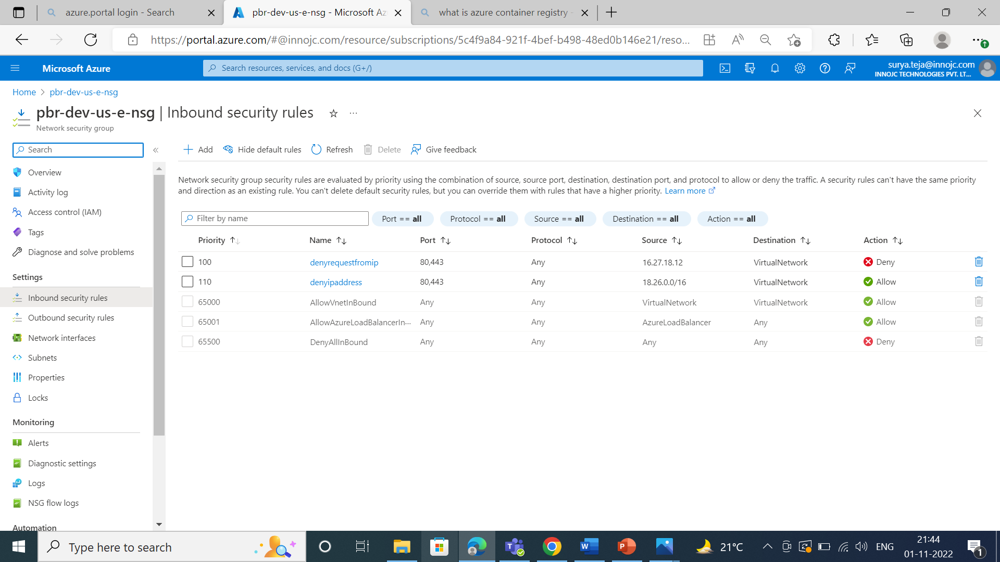 azure.portal login - Search
pbr-dev-us-e-nsg - Microsoft Az
what is azure container registry -
https://portal.azure.com/#@innojc.com/resource/subscriptions/5c4f9a84-921f-4bef-b498-48ed0b146e21/reso...
Microsoft Azure
Search resources, services, and docs (G+/)
surya.teja@innojc.com
INNOJC TECHNOLOGIES PVT. LT...
Home > pbr-dev-us-e-nsg
pbr-dev-us-e-nsg | Inbound security rules
Network security group
Search
Add Hide default rules Refresh Delete Give feedback
Overview
Activity log
Access control (IAM)
Tags
Diagnose and solve problems
Settings
Inbound security rules
Outbound security rules
Network interfaces
Subnets
Properties
Locks
Monitoring
Alerts
Diagnostic settings
Logs
NSG flow logs
Automation
Network security group security rules are evaluated by priority using the combination of source, source port, destination, destination port, and protocol to allow or deny the traffic. A security rules can't have the same priority
and direction as an existing rule. You can't delete default security rules, but you can override them with rules that have a higher priority. Learn more
Filter by name Port == all Protocol == all Source == all Destination == all Action == all
Priority Name Port Protocol Source Destination Action
100 denyrequestfromip 80,443 Any 16.27.18.12 VirtualNetwork Deny
110 denyipaddress 80,443 Any 18.26.0.0/16 VirtualNetwork Allow
65000 AllowVnetInBound Any Any VirtualNetwork VirtualNetwork Allow
65001 AllowAzureLoadBalancerIn... Any Any AzureLoadBalancer Any Allow
65500 DenyAllInBound Any Any Any Any Deny
Type here to search
21°C
ENG
21:44
01-11-2022
1